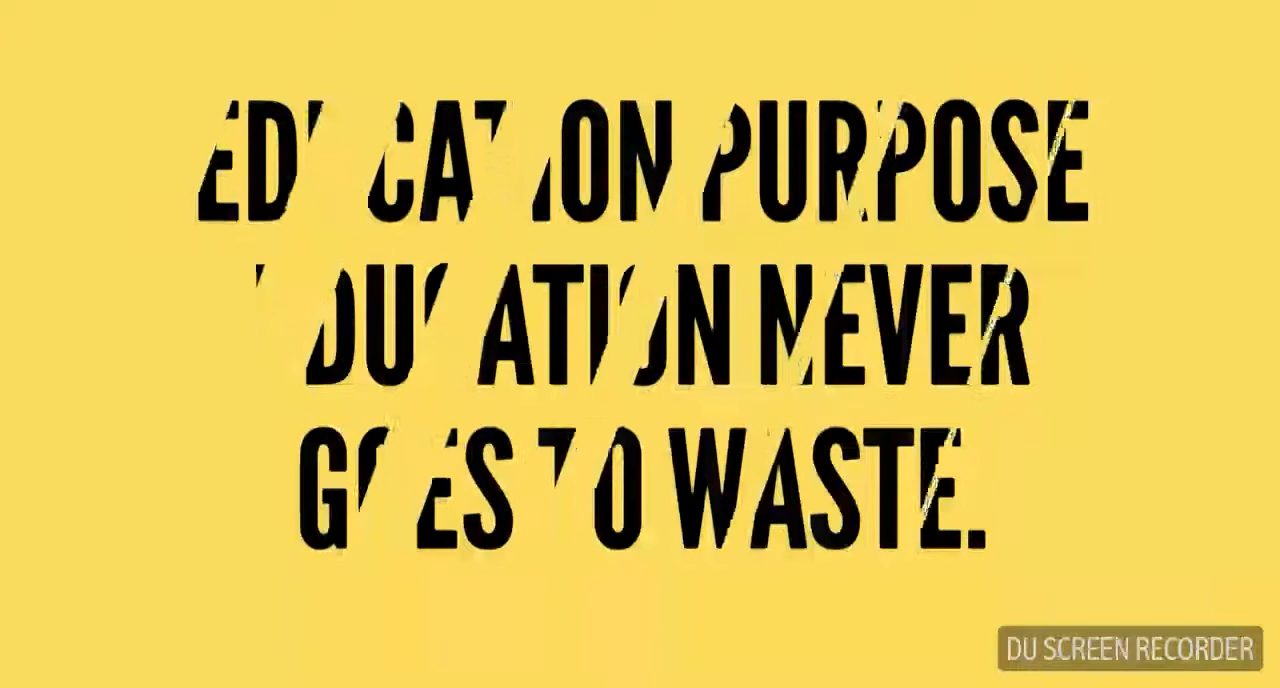 EDUCATION PURPOSE
EDUCATION NEVER
GOES TO WASTE.
DU SCREEN RECORDER